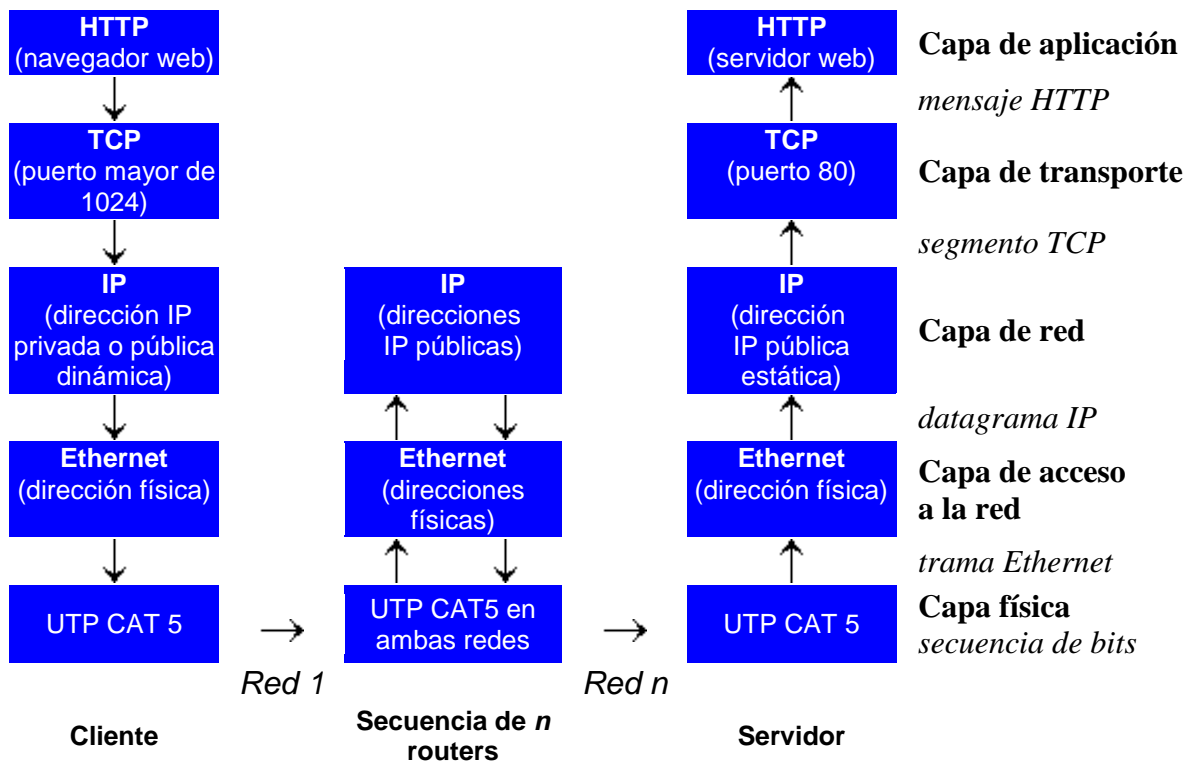 HTTP
(navegador web)
HTTP
(servidor web)
Capa de aplicación
mensaje HTTP
TCP
(puerto mayor de
1024)
TCP
(puerto 80)
Capa de transporte
segmento TCP
IP
(dirección IP
privada o pública
dinámica)
IP
(direcciones
IP públicas)
IP
(dirección
IP pública
estática)
Capa de red
datagrama IP
Ethernet
(dirección física)
Ethernet
(direcciones
físicas)
Ethernet
(dirección física)
Capa de acceso
a la red
trama Ethernet
UTP CAT 5
UTP CAT5 en
ambas redes
UTP CAT 5
Capa física
secuencia de bits
Red 1
Red n
Cliente
Secuencia de n
routers
Servidor